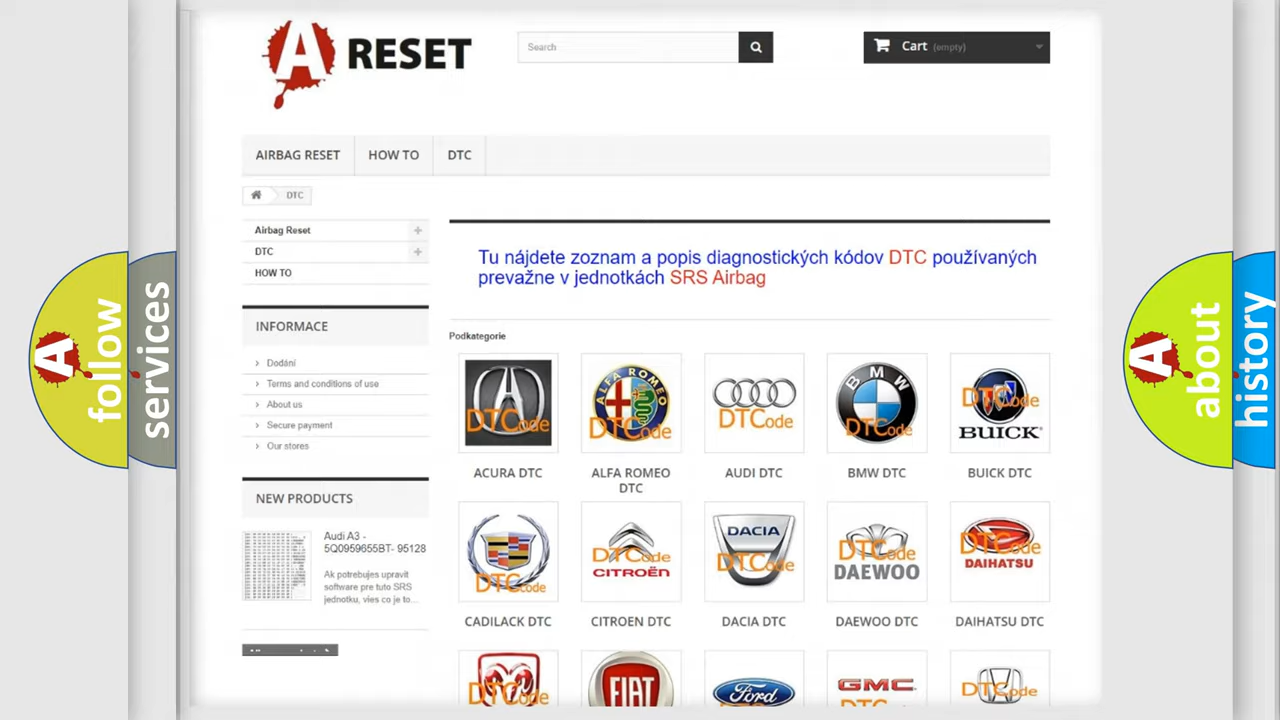 A RESET
Search
Cart (empty)
AIRBAG RESET
HOW TO
DTC
DTC
Airbag Reset
DTC
HOW TO
INFORMACE
Dodání
Terms and conditions of use
About us
Secure payment
Our stores
NEW PRODUCTS
Audi A3 -
5Q0959655BT- 95128
Ak potrebujes upravit
software pre tuto SRS
jednotku, vies co je to...
Tu nájdete zoznam a popis diagnostických kódov DTC používaných
prevažne v jednotkách SRS Airbag
Podkategorie
DTCode
ACURA DTC
ALFA ROMEO
DTCode
ALFA ROMEO
DTC
DTCode
AUDI DTC
BMW
DTCode
BMW DTC
DTCode
BUICK
BUICK DTC
DTCode
CADILACK DTC
DTCode
CITROËN
CITROEN DTC
DACIA
DTCode
DACIA DTC
DTCode
DAEWOO
DAEWOO DTC
DTCode
DAIHATSU
DAIHATSU DTC
DTCode
FIAT
Ford
GMC
DTCode
A follow
services
A about
history